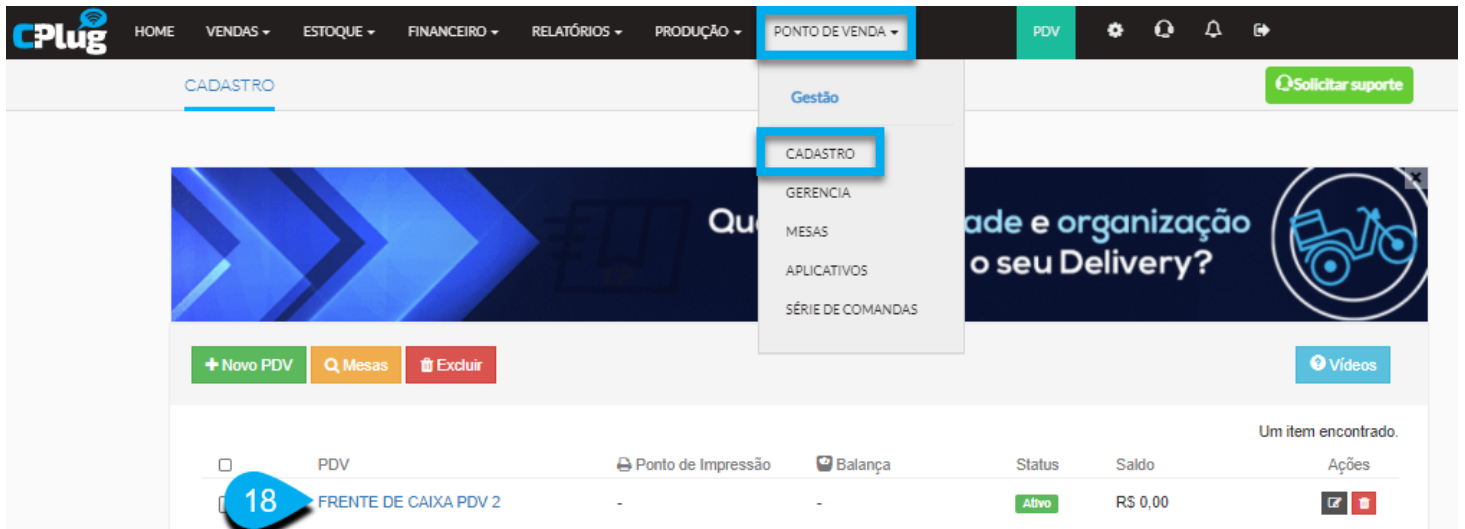 CPlug HOME VENDAS ESTOQUE FINANCEIRO RELATÓRIOS PRODUÇÃO PONTO DE VENDA PDV
CADASTRO
Solicitar suporte
Gestão
CADASTRO
GERENCIA
MESAS
APLICATIVOS
SÉRIE DE COMANDAS
ade e organização
o seu Delivery?
+ Novo PDV Mesas Excluir
Vídeos
Um item encontrado.
PDV Ponto de Impressão Balança Status Saldo Ações
18 FRENTE DE CAIXA PDV 2 - - Ativo R$ 0,00